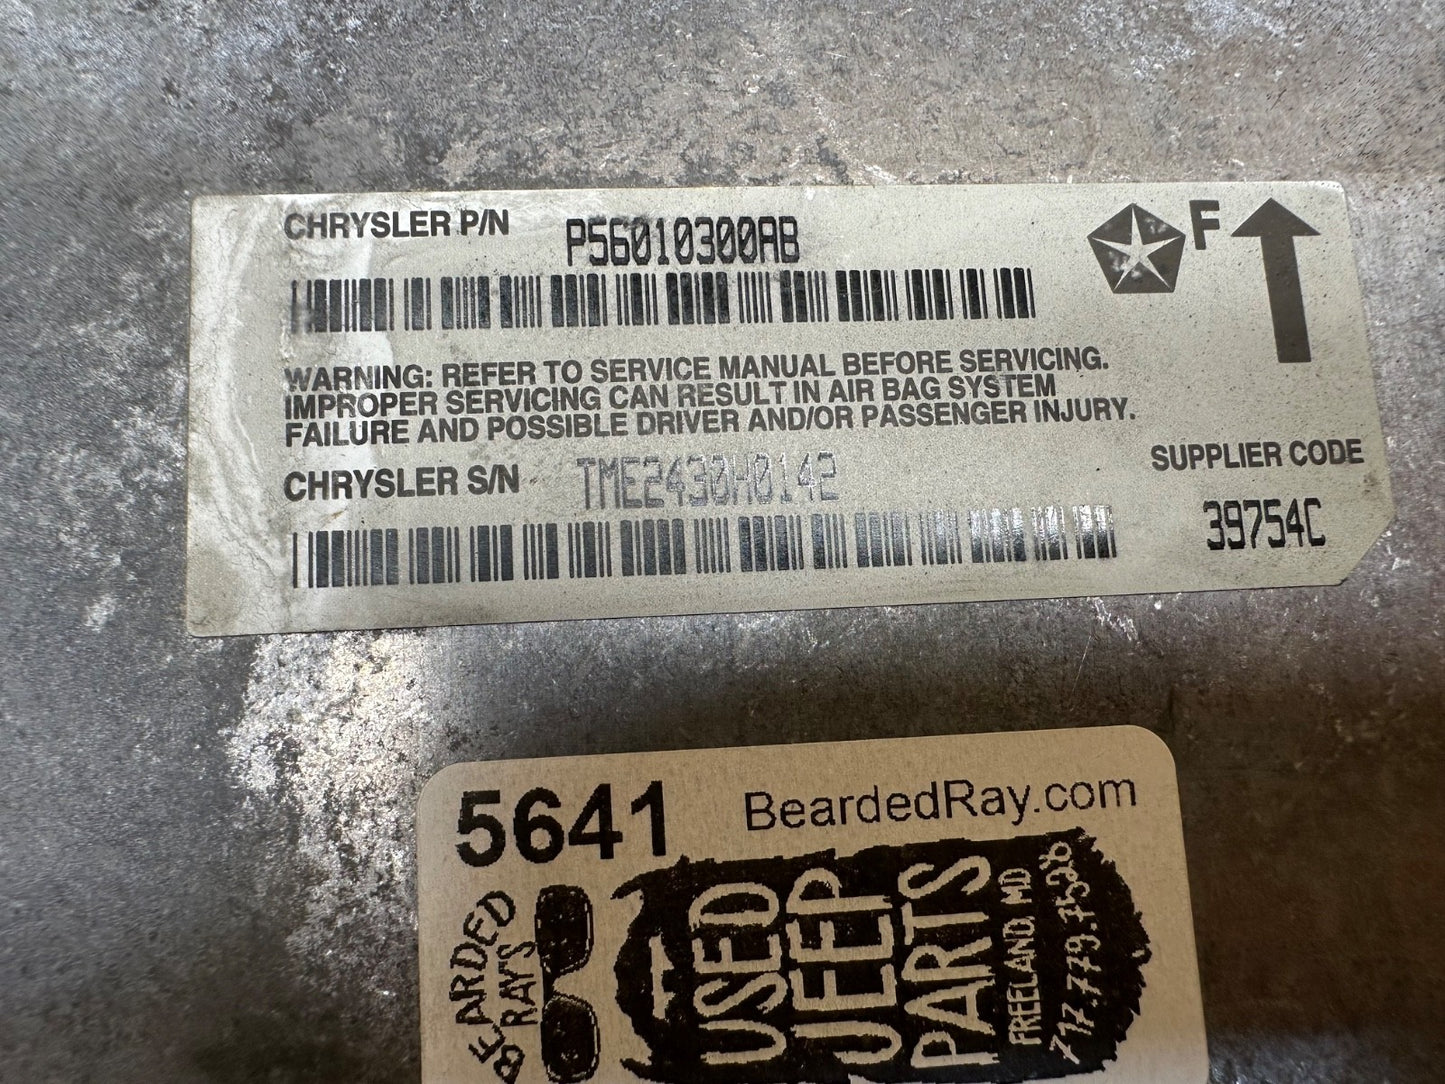 CHRYSLER P/N P56010300AB
F
WARNING: REFER TO SERVICE MANUAL BEFORE SERVICING.
IMPROPER SERVICING CAN RESULT IN AIR BAG SYSTEM
FAILURE AND POSSIBLE DRIVER AND/OR PASSENGER INJURY.
CHRYSLER S/N TME2430H0142
SUPPLIER CODE
39754C
5641 BeardedRay.com
BEARDED
RAY'S
USED
JEEP
PARTS
FREELAND, MD
717.779.7528